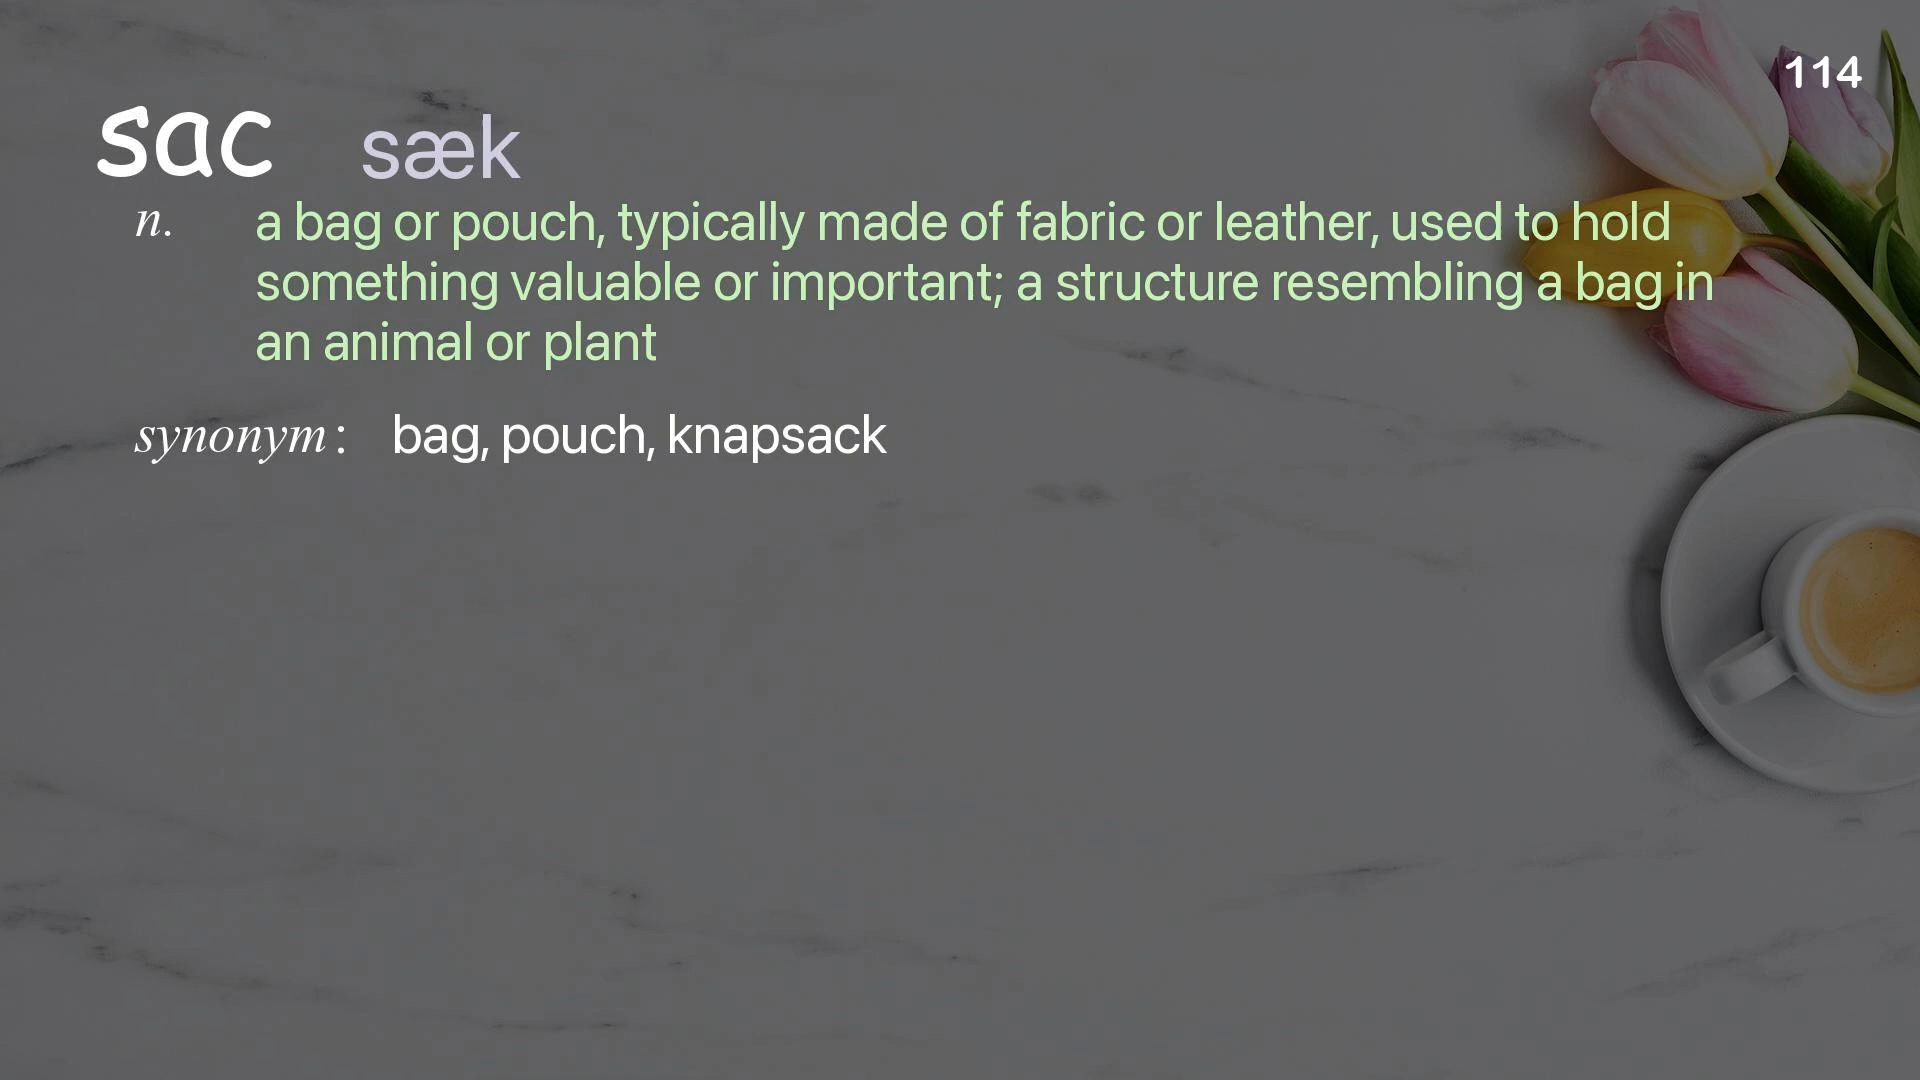 114
sac sæk
n. a bag or pouch, typically made of fabric or leather, used to hold
something valuable or important; a structure resembling a bag in
an animal or plant
synonym: bag, pouch, knapsack